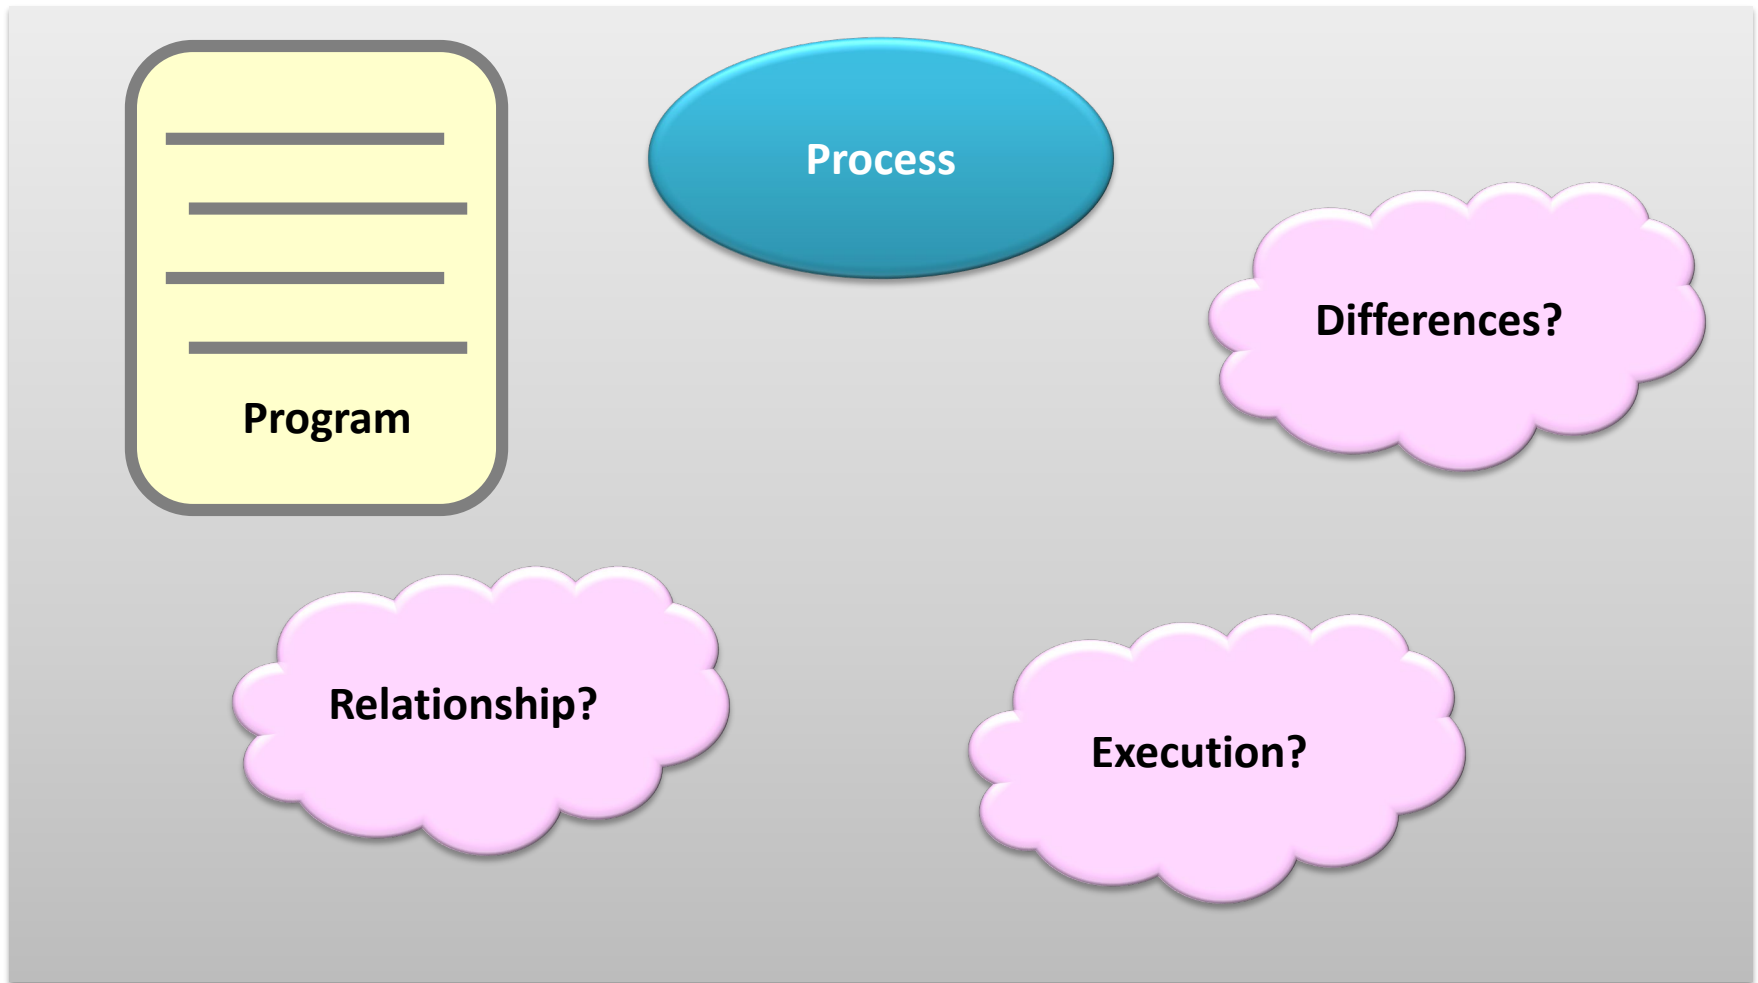 Process
Differences?
Program
Relationship?
Execution?